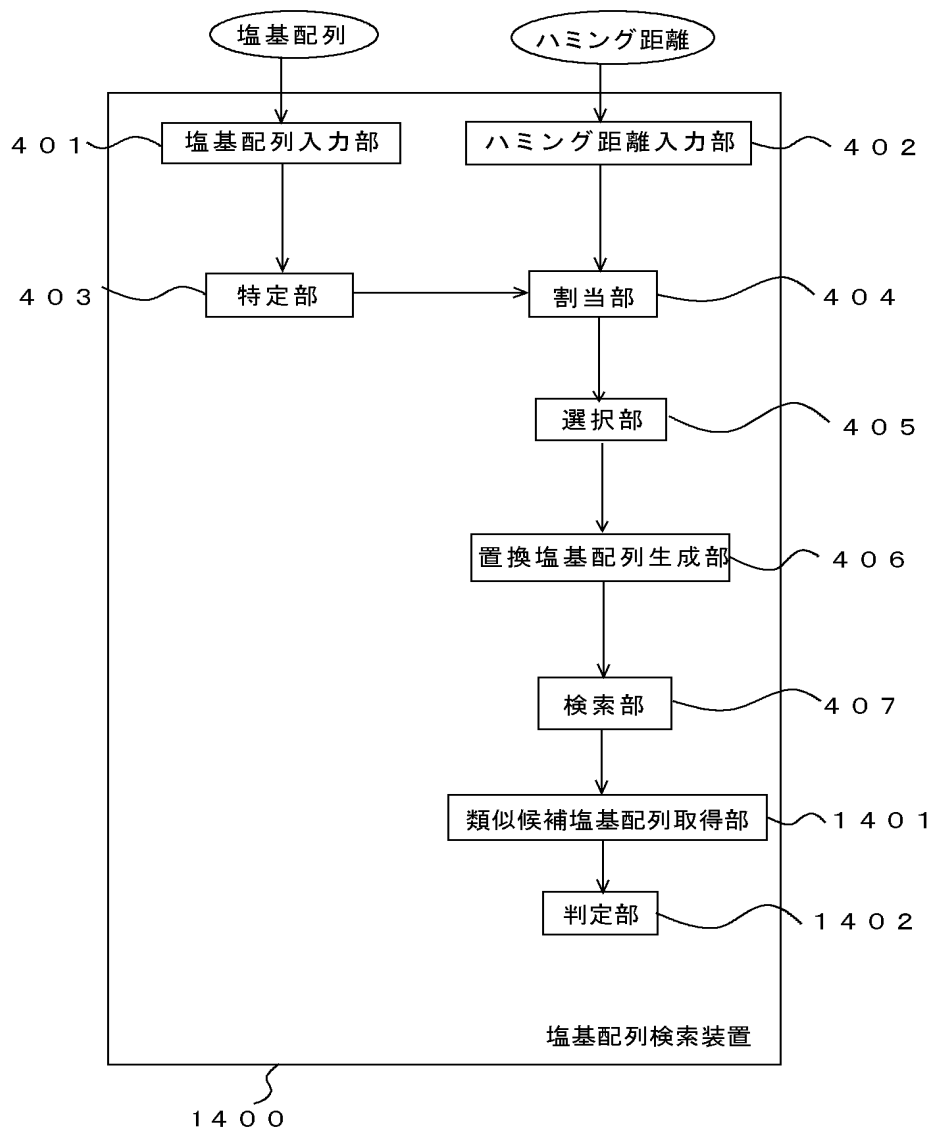 塩基配列
ハミング距離
４０１
塩基配列入力部
ハミング距離入力部
４０２
４０３
特定部
割当部
４０４
選択部
４０５
置換塩基配列生成部
４０６
検索部
４０７
類似候補塩基配列取得部
１４０１
判定部
１４０２
塩基配列検索装置
１４００